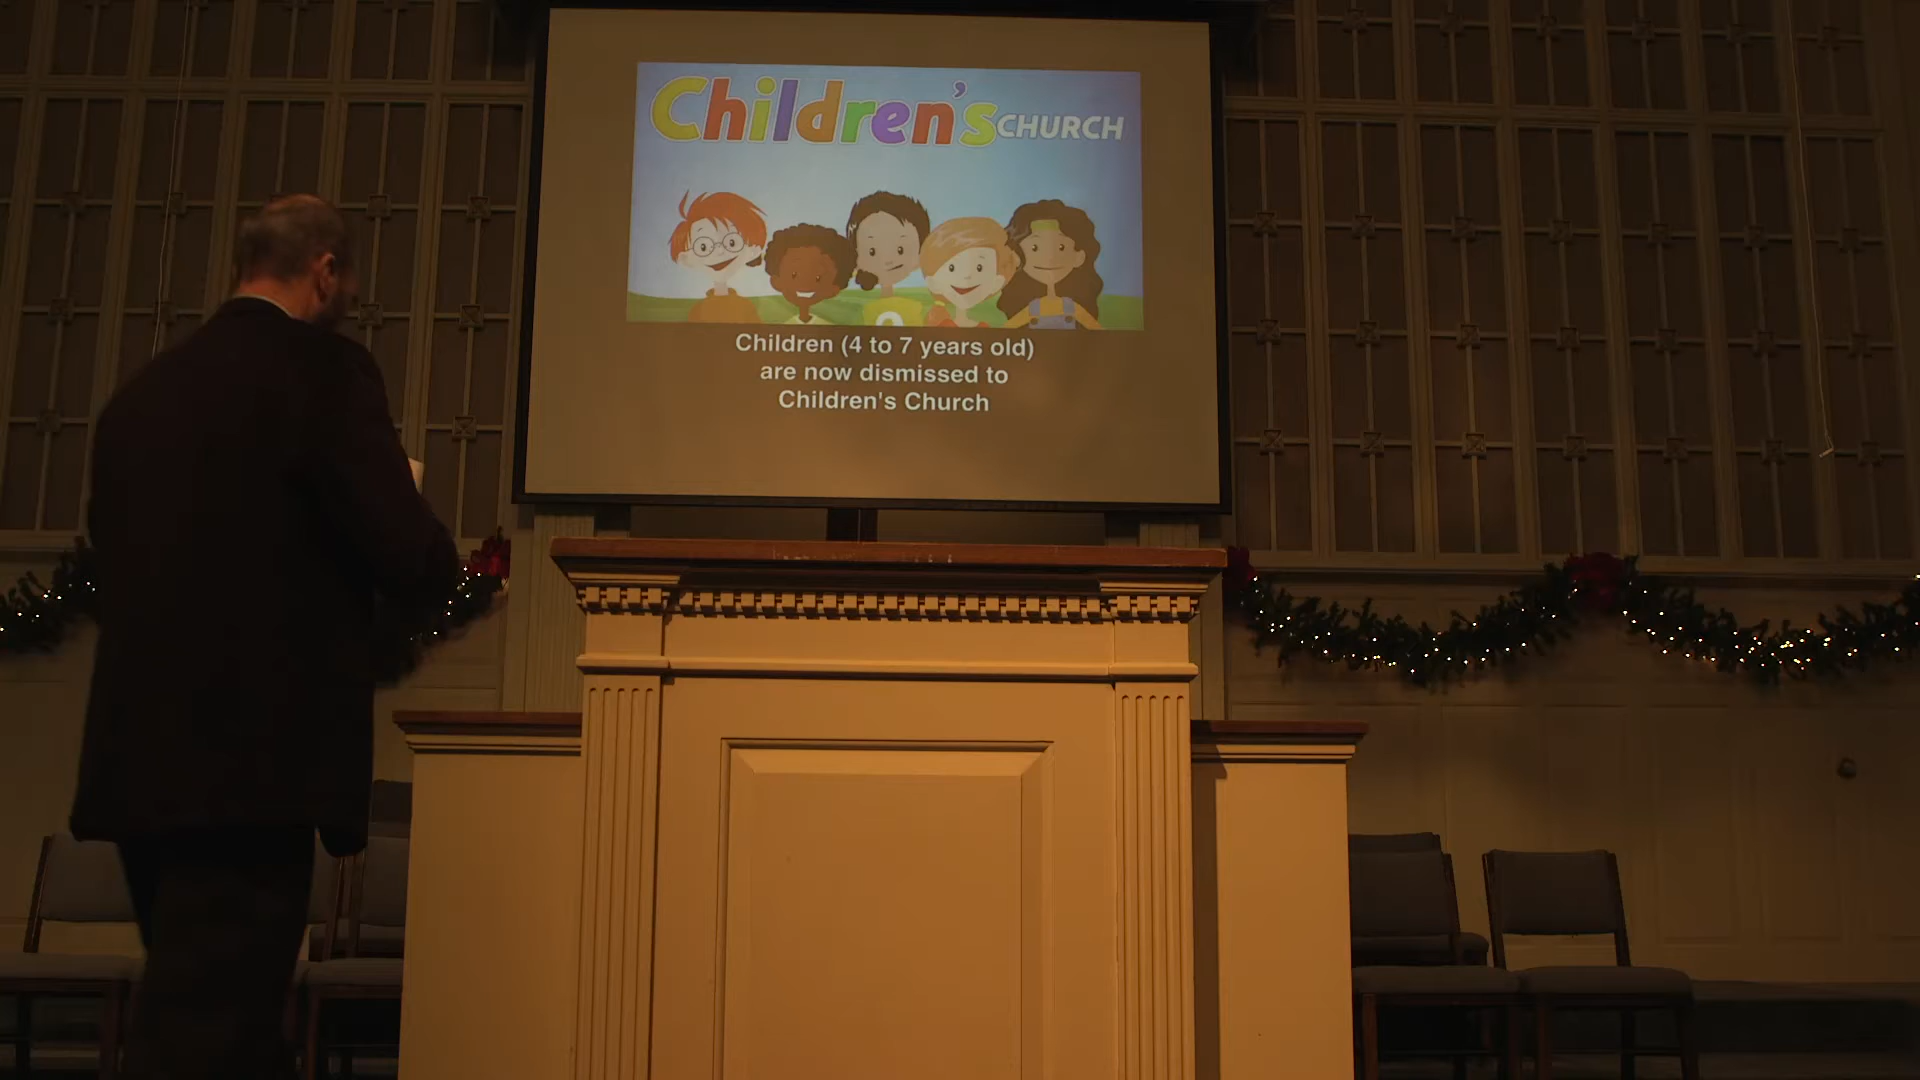 Children's CHURCH
Children (4 to 7 years old)
are now dismissed to
Children's Church